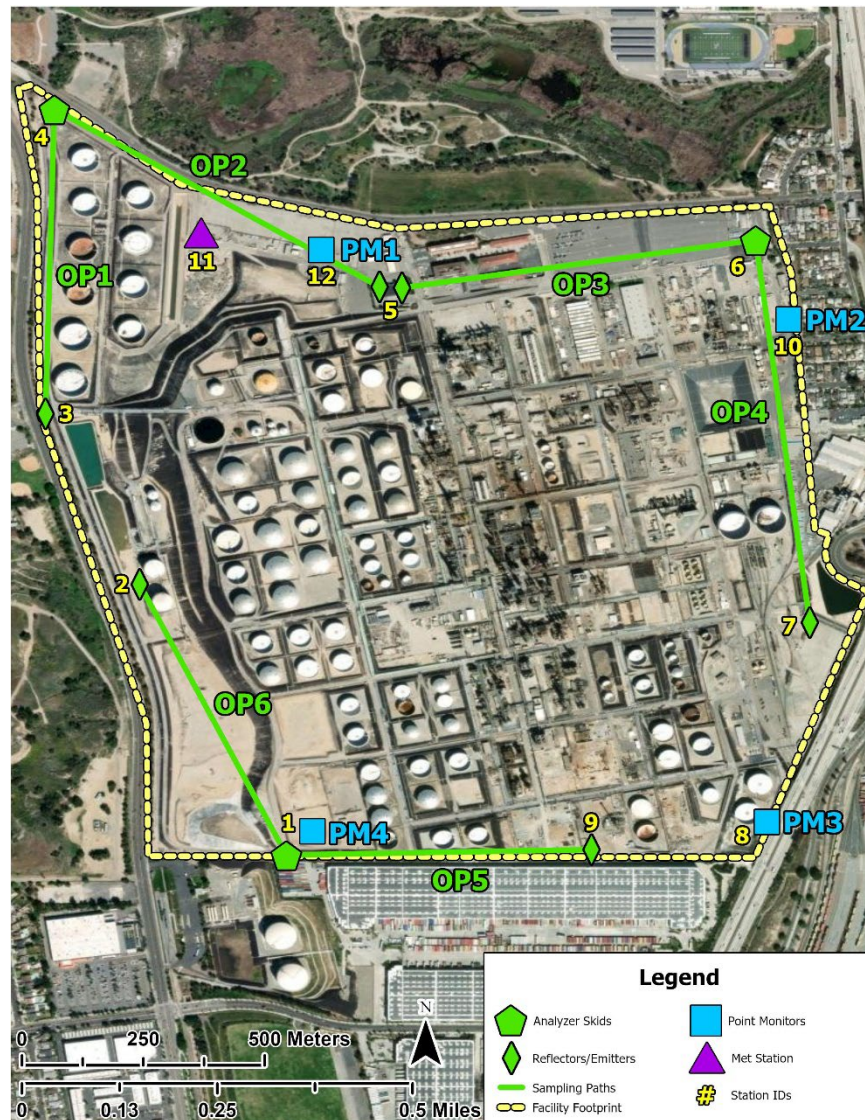 4
OP2
OP1
11
PM1
12
5
OP3
6
PM2
10
3
OP4
2
7
OP6
1
PM4
9
8
PM3
OP5
Legend
Analyzer Skids
Point Monitors
Reflectors/Emitters
Met Station
Sampling Paths
# Station IDs
Facility Footprint
N
0 250 500 Meters
0 0.13 0.25 0.5 Miles